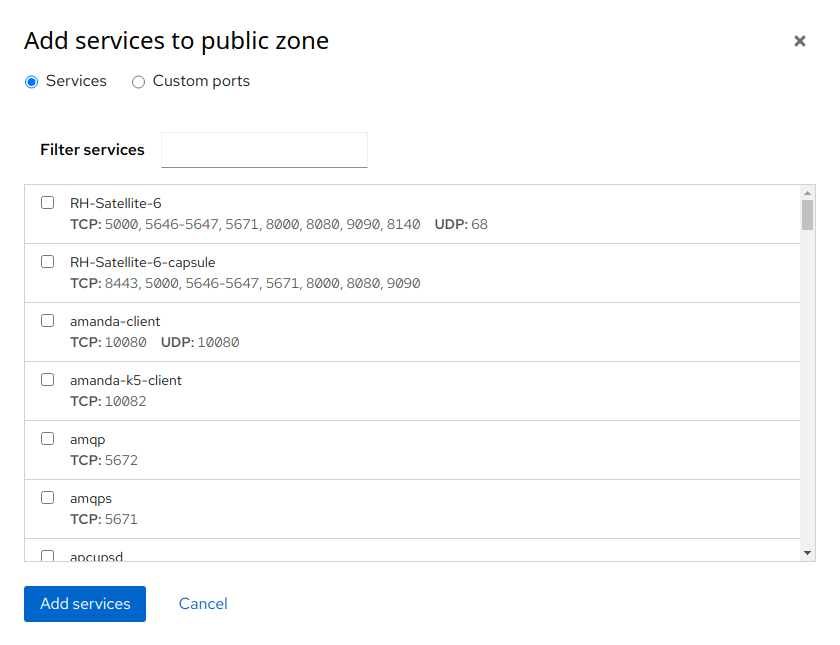 Add services to public zone
Services Custom ports
Filter services
RH-Satellite-6
TCP: 5000, 5646-5647, 5671, 8000, 8080, 9090, 8140 UDP: 68
RH-Satellite-6-capsule
TCP: 8443, 5000, 5646-5647, 5671, 8000, 8080, 9090
amanda-client
TCP: 10080 UDP: 10080
amanda-k5-client
TCP: 10082
amqp
TCP: 5672
amqps
TCP: 5671
apcupsd
Add services Cancel